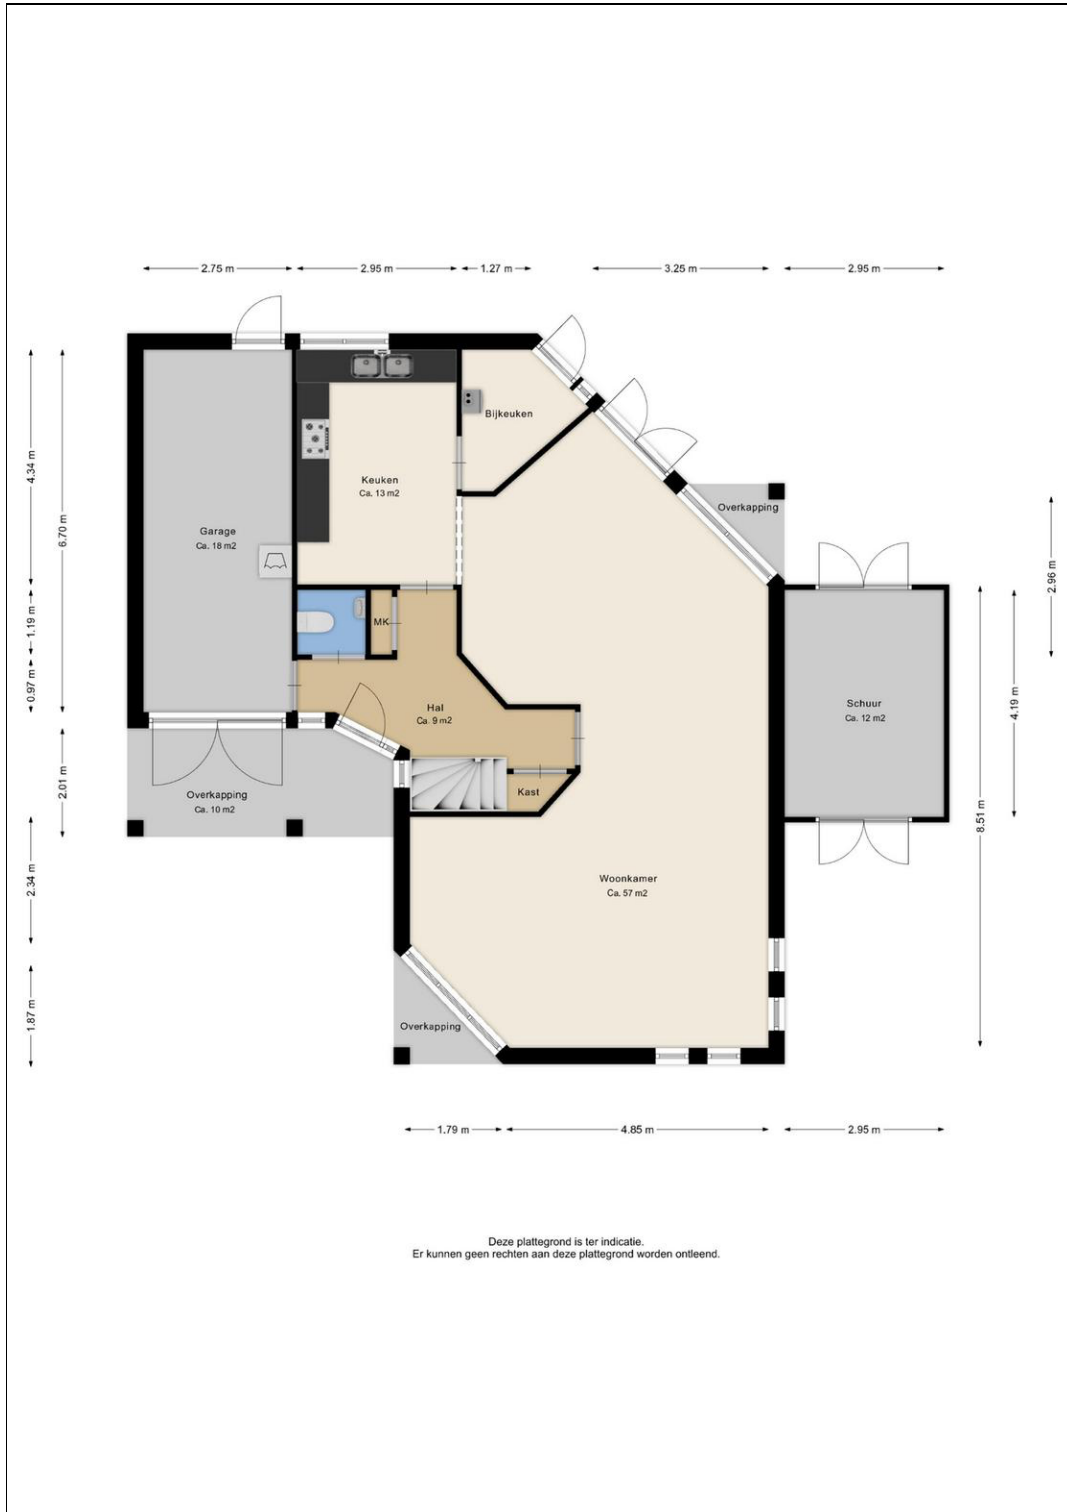 2.75 m
2.95 m
1.27 m
3.25 m
2.95 m
4.34 m
6.70 m
1.19 m
0.97 m
2.01 m
2.34 m
1.87 m
Bijkeuken
Keuken
Ca. 13 m2
Garage
Ca. 18 m2
Overkapping
MK
Hal
Ca. 9 m2
Schuur
Ca. 12 m2
Overkapping
Ca. 10 m2
Kast
Woonkamer
Ca. 57 m2
Overkapping
2.96 m
4.19 m
8.51 m
1.79 m
4.85 m
2.95 m
Deze plattegrond is ter indicatie.
Er kunnen geen rechten aan deze plattegrond worden ontleend.